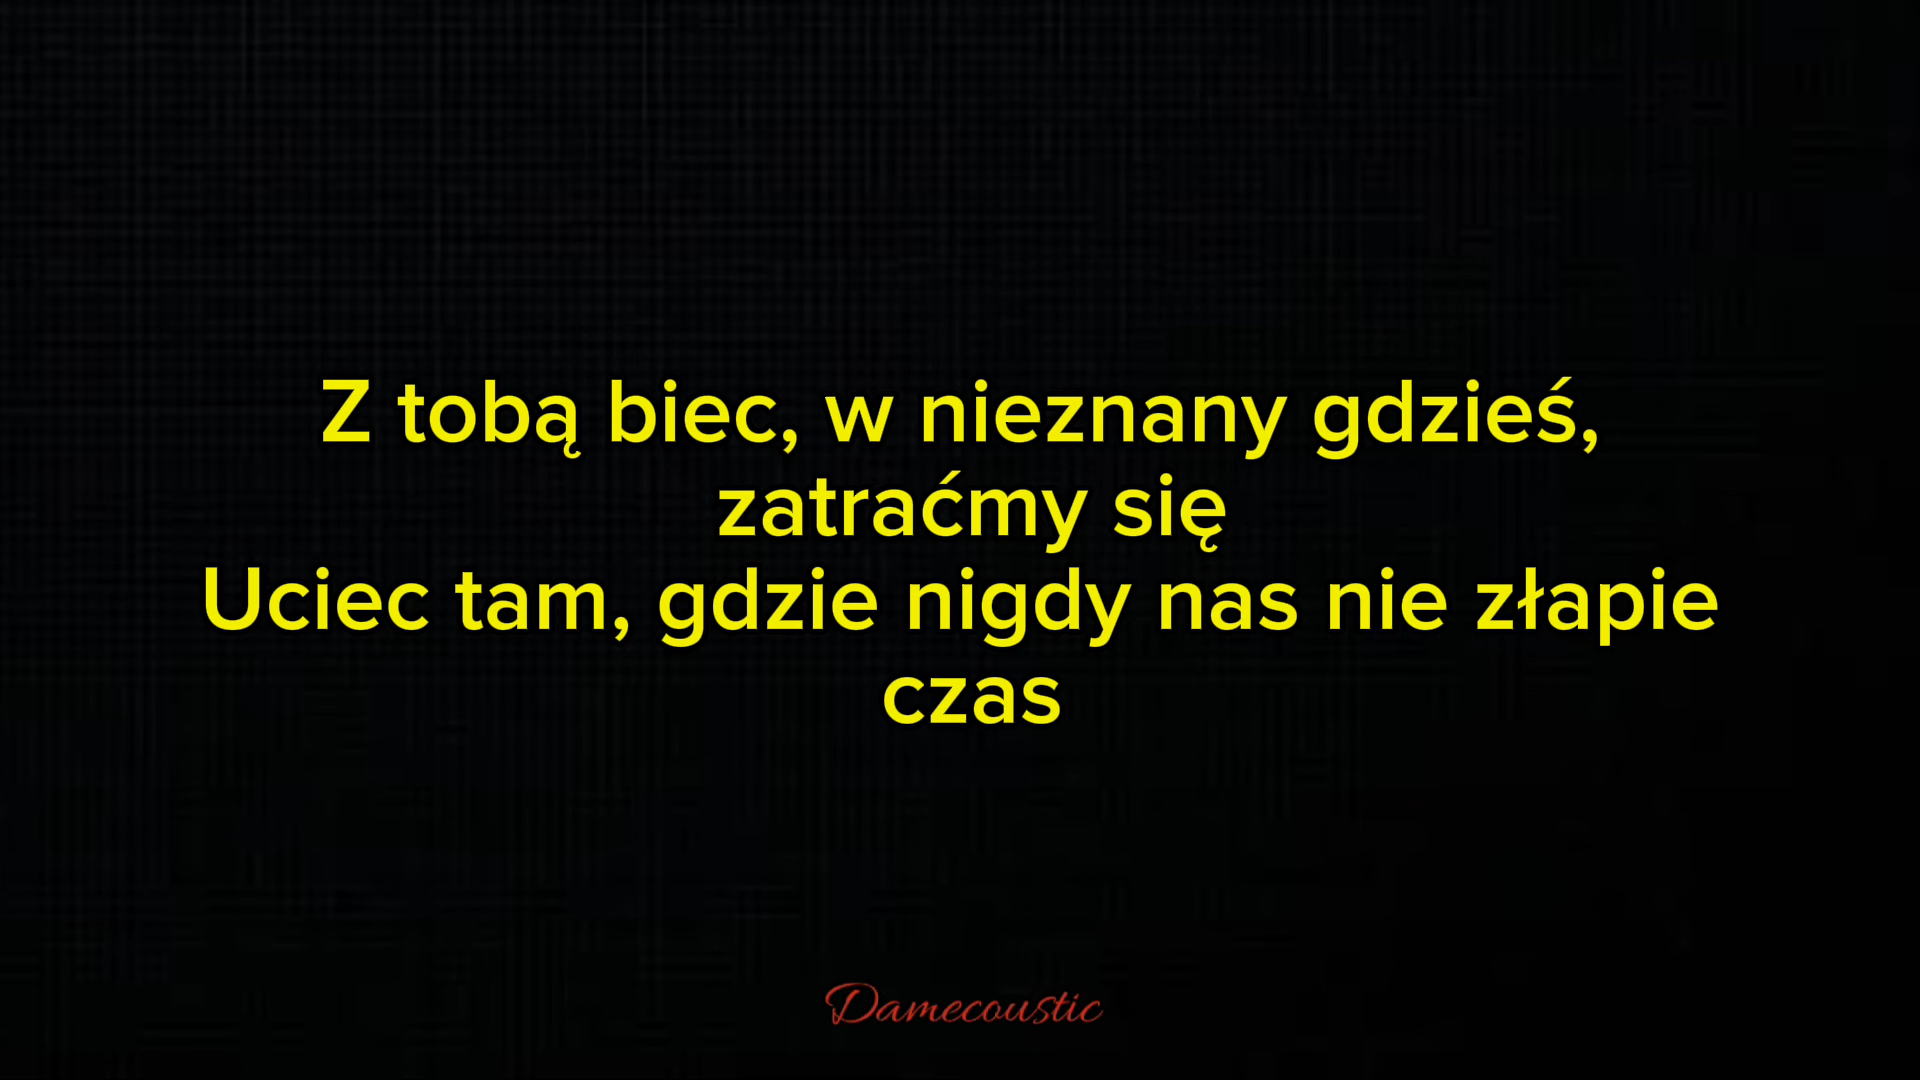 Z tobą biec, w nieznany gdzieś,
zatraćmy się
Uciec tam, gdzie nigdy nas nie złapie
czas
Damecoustic